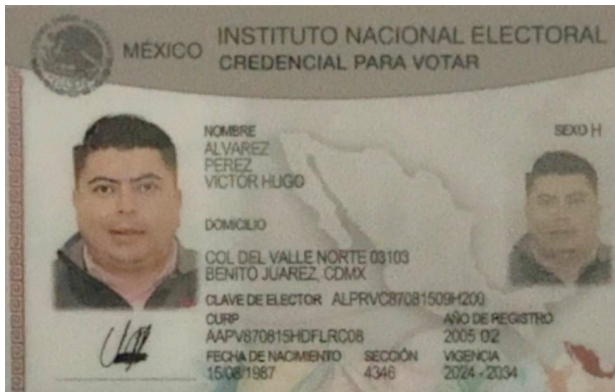 MÉXICO
INSTITUTO NACIONAL ELECTORAL
CREDENCIAL PARA VOTAR
NOMBRE
SEXO H
ALVAREZ
PEREZ
VICTOR HUGO
DOMICILIO
COL DEL VALLE NORTE 03103
BENITO JUAREZ, CDMX
CLAVE DE ELECTOR ALPRVC87081509H200
CURP
AÑO DE REGISTRO
AAPV870815HDFLRC08
2005 02
FECHA DE NACIMIENTO SECCIÓN VIGENCIA
15/08/1987 4346 2024 - 2034